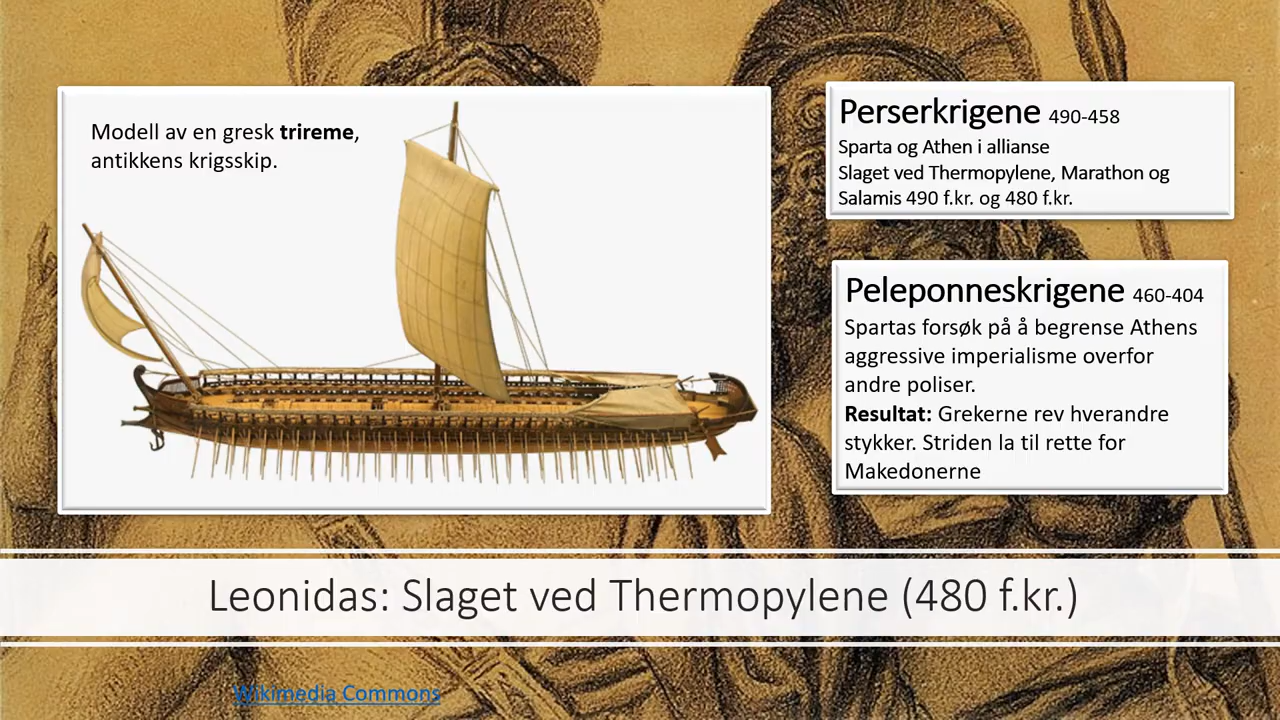 Modell av en gresk trireme,
antikkens krigsskip.
Perserkrigene 490-458
Sparta og Athen i allianse
Slaget ved Thermopylene, Marathon og
Salamis 490 f.kr. og 480 f.kr.
Peleponneskrigene 460-404
Spartas forsøk på å begrense Athens
aggressive imperialisme overfor
andre poliser.
Resultat: Grekerne rev hverandre
stykker. Striden la til rette for
Makedonerne
Leonidas: Slaget ved Thermopylene (480 f.kr.)
Wikimedia Commons